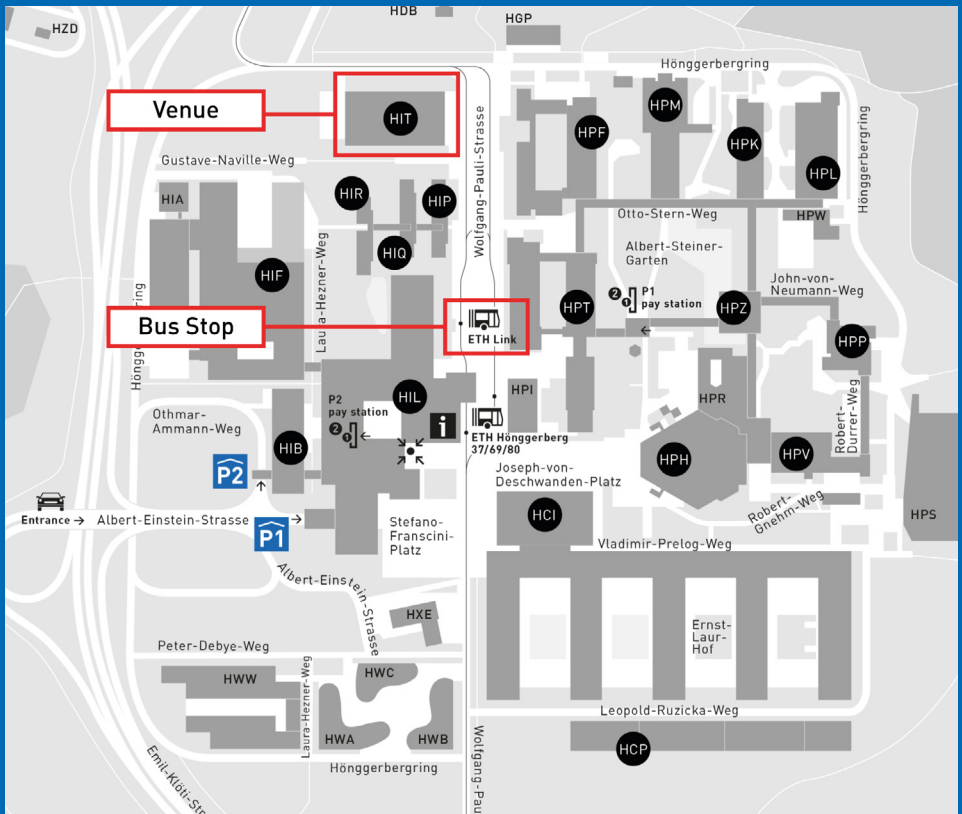 HZD
HDB
HGP
Hönggerbergring
Venue
HIT
HPM
HPF
HPK
HPL
Hönggerbergring
Wolfgang-Pauli-Strasse
Gustave-Naville-Weg
HIA
HIR
HIP
Otto-Stern-Weg
HPW
HIQ
Albert-Steiner-
Garten
HIF
Laura-Hezner-Weg
John-von-
Neumann-Weg
2
1
P1
pay station
HPT
HPZ
Bus Stop
ETH Link
HPP
HPI
HPR
Robert-
Durrer-Weg
P2
pay station
2
1
HIL
i
ETH Hönggerberg
37/69/80
Othmar-
Ammann-Weg
HIB
HPH
HPV
P2
Joseph-von-
Deschwanden-Platz
Robert-
Gnehm-Weg
HPS
HCI
Entrance → Albert-Einstein-Strasse
P1
Stefano-
Franscini-
Platz
Vladimir-Prelog-Weg
Albert-Einstein-Strasse
HXE
Ernst-
Laur-
Hof
Peter-Debye-Weg
HWW
Laura-Hezner-Weg
HWC
HWA
HWB
Leopold-Ruzicka-Weg
HCP
Hönggerbergring
Wolfgang-Pau
Emil-Klöti-Str